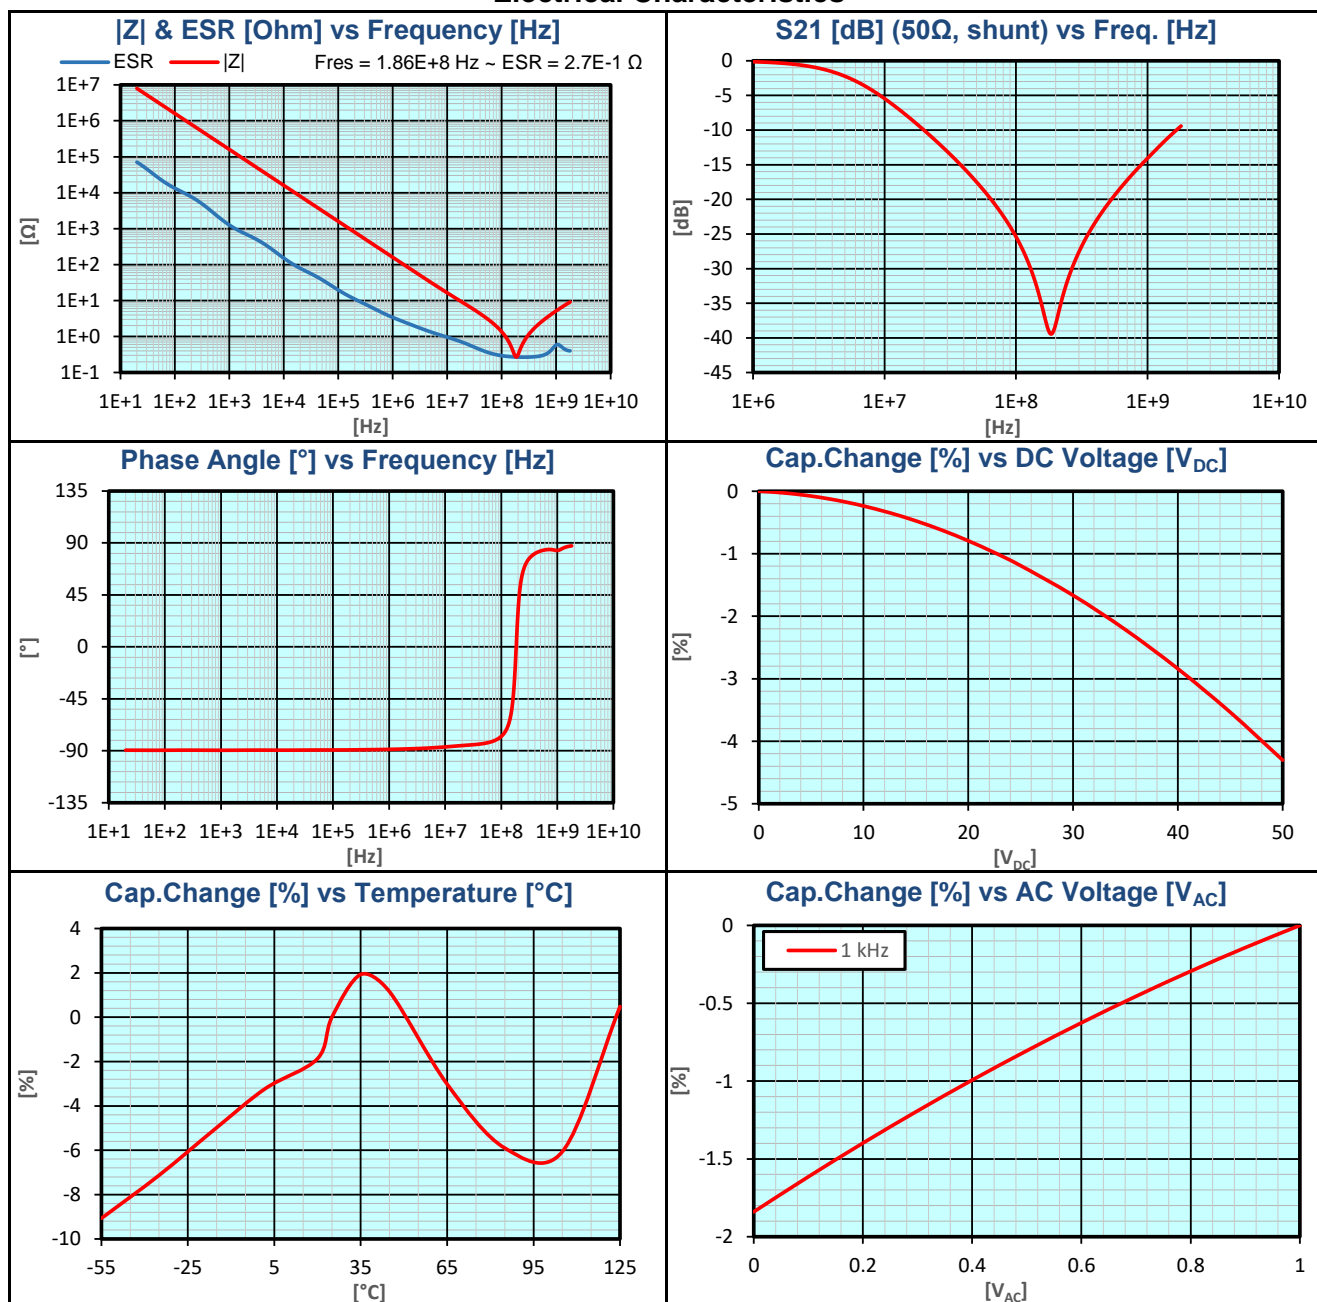 |Z| & ESR [Ohm] vs Frequency [Hz]
ESR |Z| Fres = 1.86E+8 Hz ~ ESR = 2.7E-1 Ω
1E+7
1E+6
1E+5
1E+4
1E+3
1E+2
1E+1
1E+0
1E-1
[Ω]
1E+1 1E+2 1E+3 1E+4 1E+5 1E+6 1E+7 1E+8 1E+9 1E+10
[Hz]
S21 [dB] (50Ω, shunt) vs Freq. [Hz]
0
-5
-10
-15
-20
-25
-30
-35
-40
-45
[dB]
1E+6 1E+7 1E+8 1E+9 1E+10
[Hz]
Phase Angle [°] vs Frequency [Hz]
135
90
45
0
-45
-90
-135
[°]
1E+1 1E+2 1E+3 1E+4 1E+5 1E+6 1E+7 1E+8 1E+9 1E+10
[Hz]
Cap.Change [%] vs DC Voltage [VDC]
0
-1
-2
-3
-4
-5
[%]
0 10 20 30 40 50
[VDC]
Cap.Change [%] vs Temperature [°C]
4
2
0
-2
-4
-6
-8
-10
[%]
-55 -25 5 35 65 95 125
[°C]
Cap.Change [%] vs AC Voltage [VAC]
1 kHz
0
-0.5
-1
-1.5
-2
[%]
0 0.2 0.4 0.6 0.8 1
[VAC]